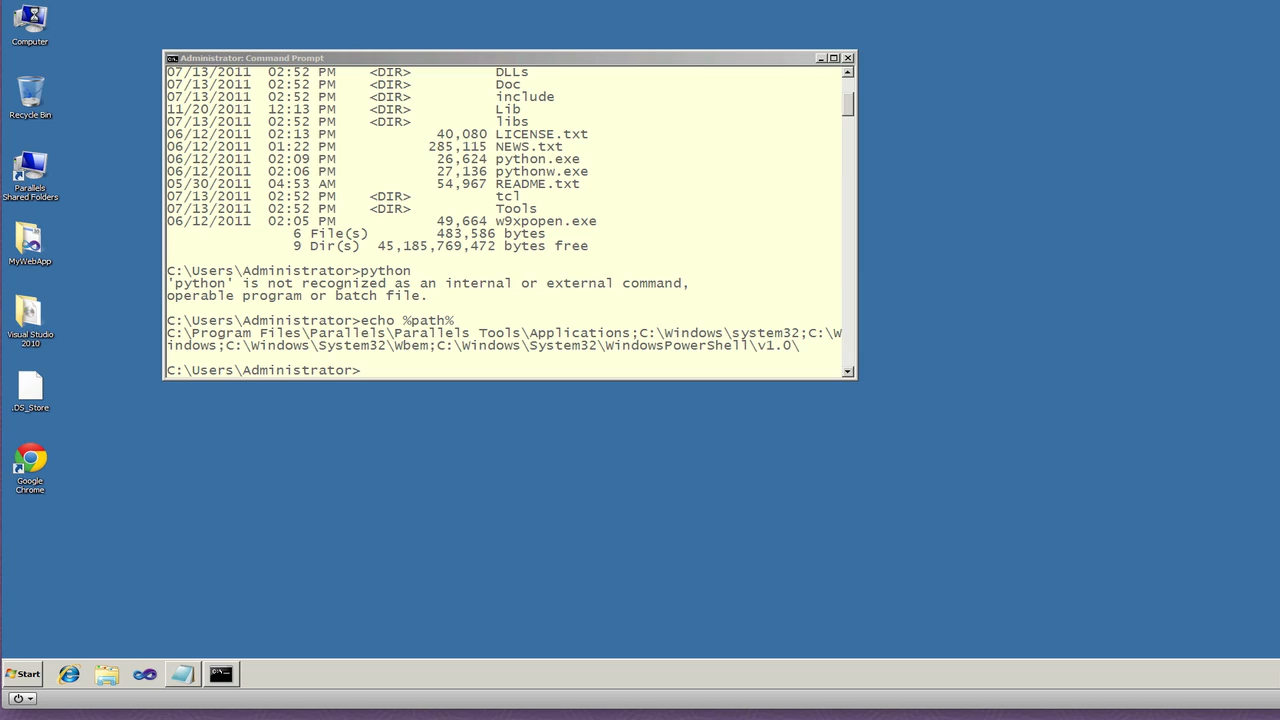 Computer
Recycle Bin
Parallels
Shared Folders
MyWebApp
Visual Studio
2010
.DS_Store
Google
Chrome
Administrator: Command Prompt
07/13/2011  02:52 PM    <DIR>          DLLs
07/13/2011  02:52 PM    <DIR>          Doc
07/13/2011  02:52 PM    <DIR>          include
11/20/2011  12:13 PM    <DIR>          Lib
07/13/2011  02:52 PM    <DIR>          libs
06/12/2011  02:13 PM            40,080 LICENSE.txt
06/12/2011  01:22 PM           285,115 NEWS.txt
06/12/2011  02:09 PM            26,624 python.exe
06/12/2011  02:06 PM            27,136 pythonw.exe
05/30/2011  04:53 AM            54,967 README.txt
07/13/2011  02:52 PM    <DIR>          tcl
07/13/2011  02:52 PM    <DIR>          Tools
06/12/2011  02:05 PM            49,664 w9xpopen.exe
6 File(s)        483,586 bytes
9 Dir(s)  45,185,769,472 bytes free
C:\Users\Administrator>python
'python' is not recognized as an internal or external command,
operable program or batch file.
C:\Users\Administrator>echo %path%
C:\Program Files\Parallels\Parallels Tools\Applications;C:\Windows\system32;C:\W
indows;C:\Windows\System32\Wbem;C:\Windows\System32\WindowsPowerShell\v1.0\
C:\Users\Administrator>
Start